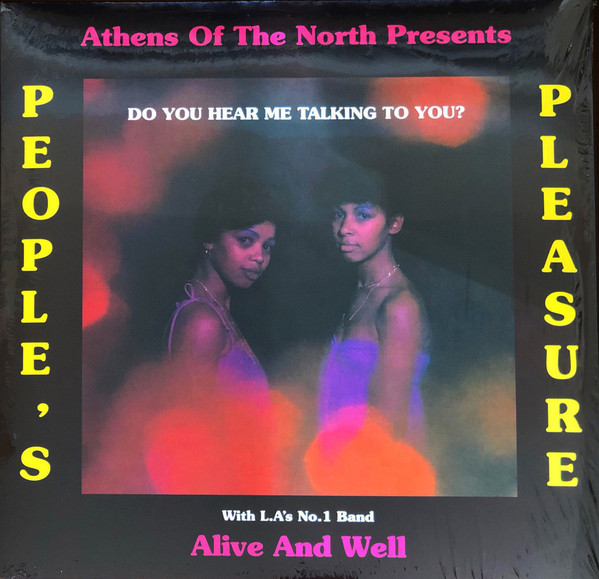 Athens Of The North Presents
PEOPLE'S
PLEASURE
DO YOU HEAR ME TALKING TO YOU?
With L.A's No.1 Band
Alive And Well